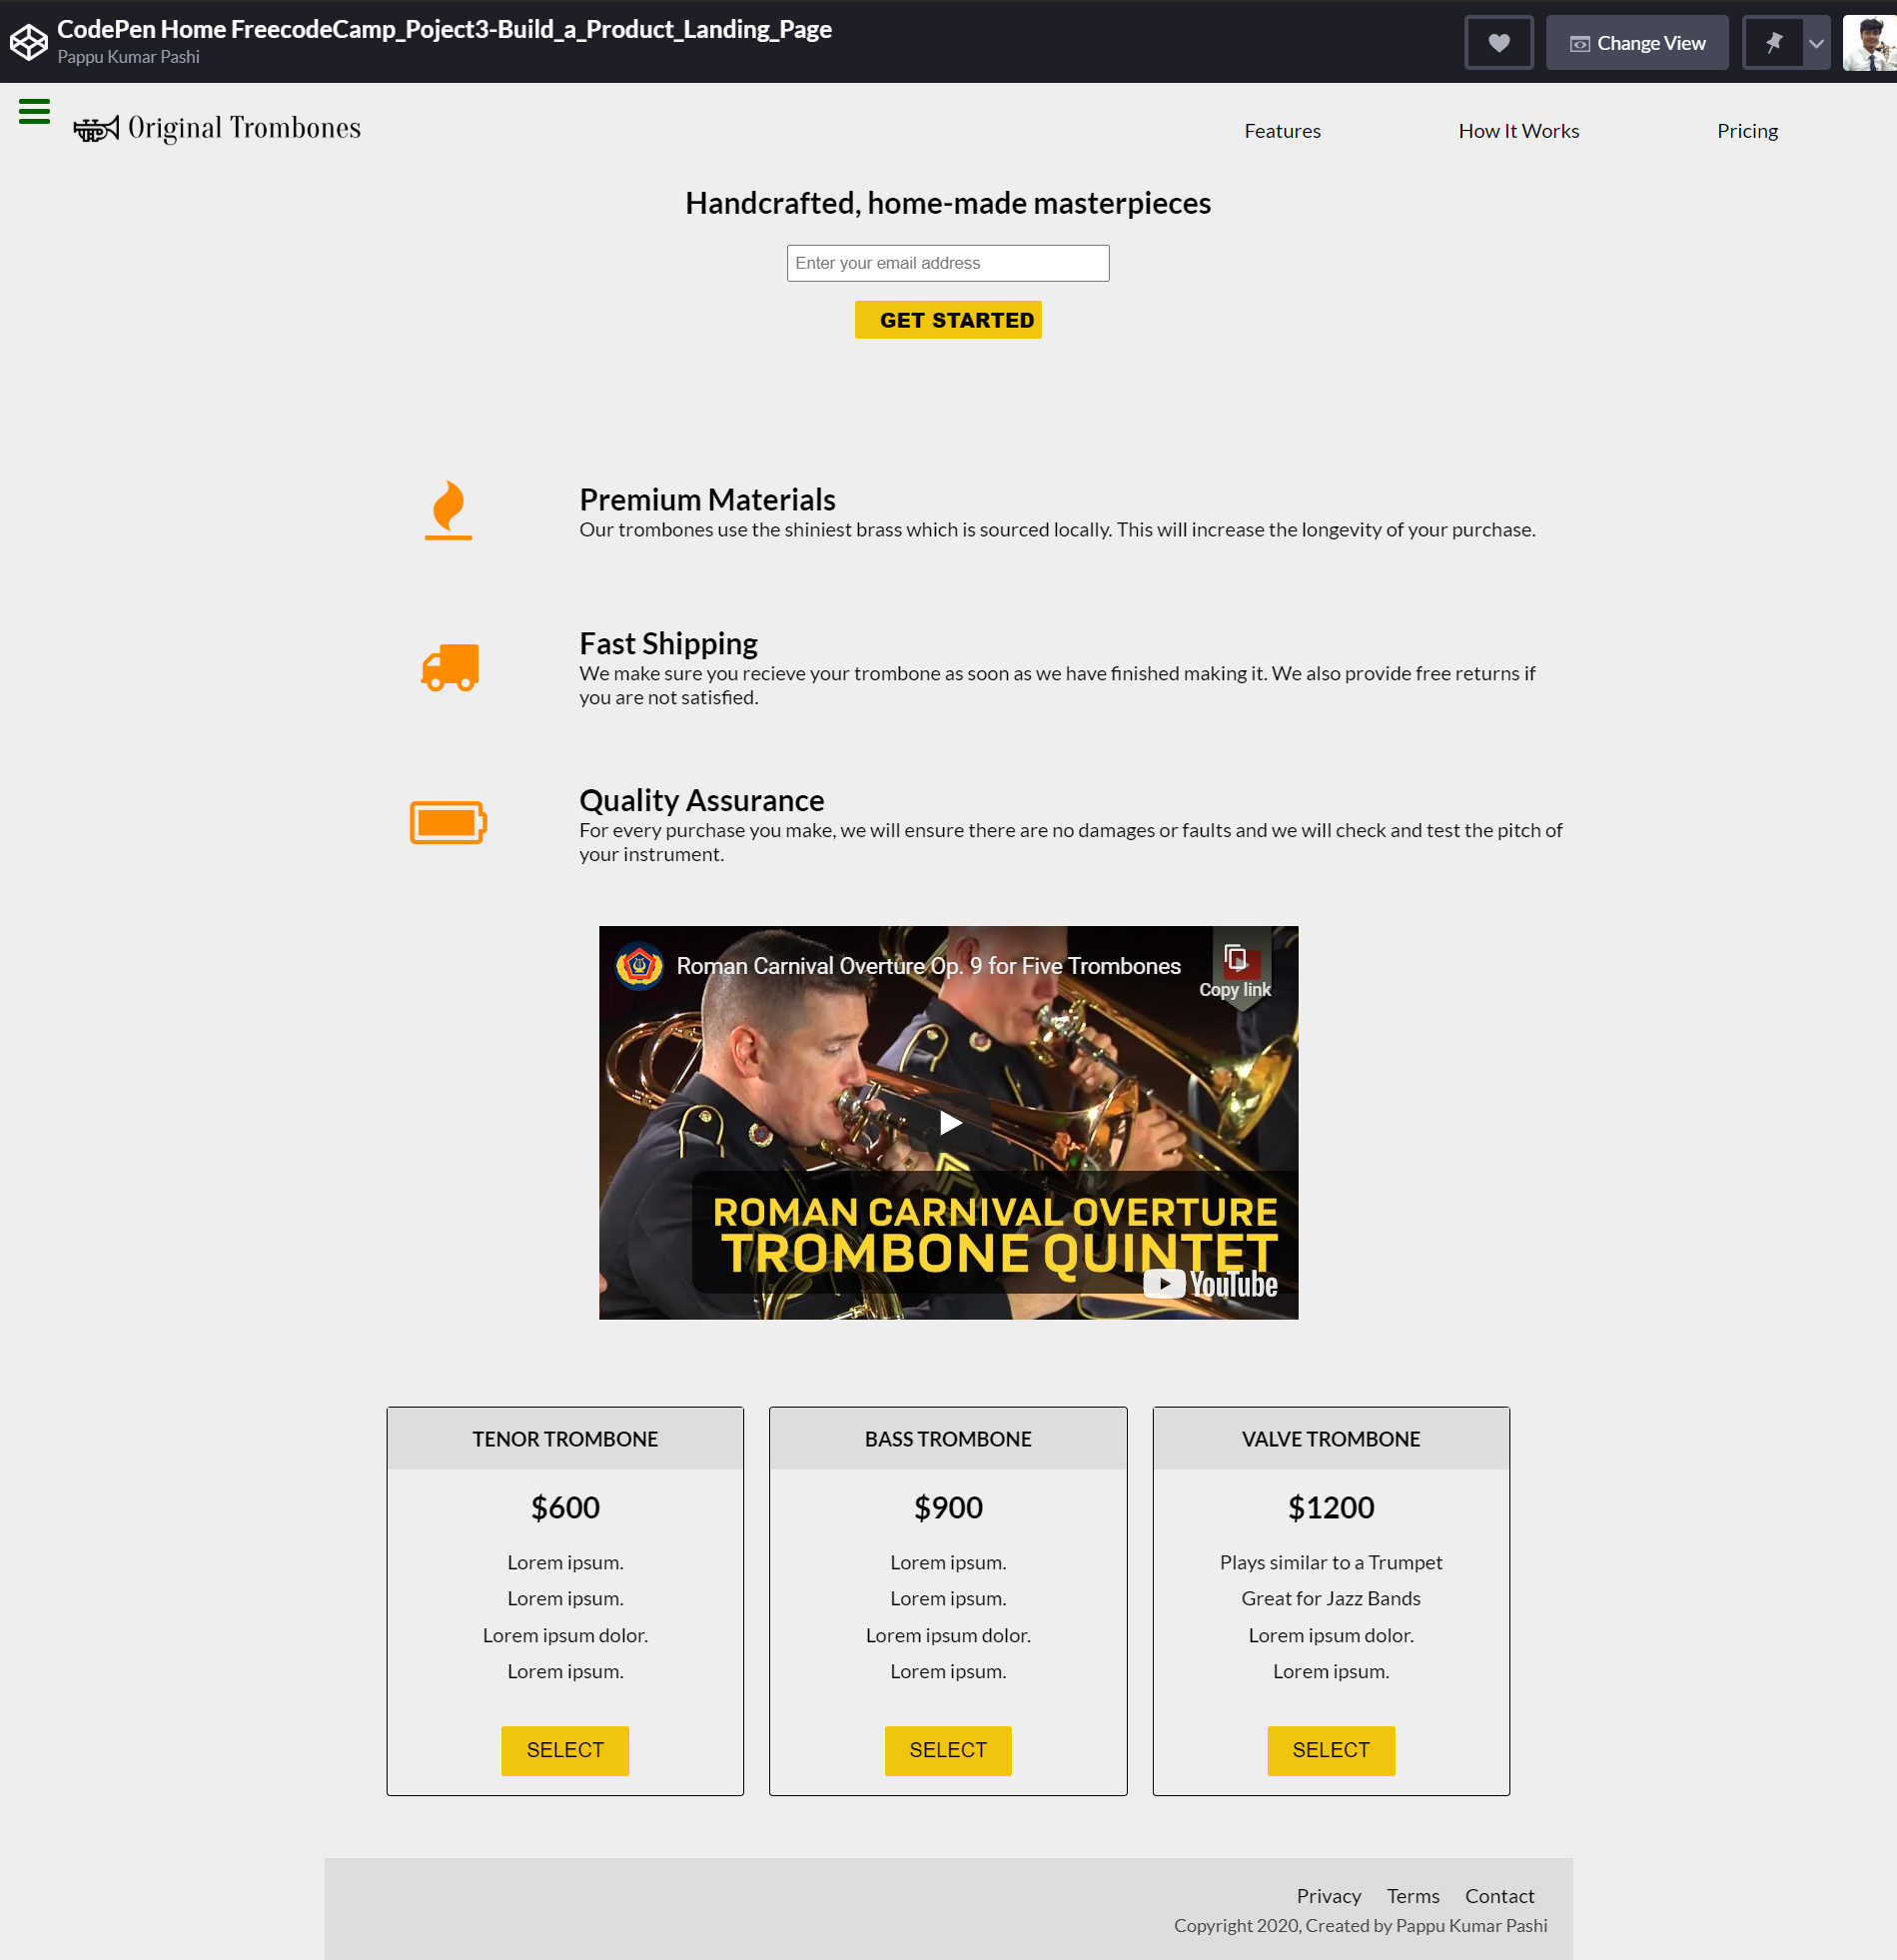 CodePen Home FreecodeCamp_Poject3-Build_a_Product_Landing_Page
Pappu Kumar Pashi
Change View
Original Trombones
Features
How It Works
Pricing
Handcrafted, home-made masterpieces
Enter your email address
GET STARTED
Premium Materials
Our trombones use the shiniest brass which is sourced locally. This will increase the longevity of your purchase.
Fast Shipping
We make sure you recieve your trombone as soon as we have finished making it. We also provide free returns if
you are not satisfied.
Quality Assurance
For every purchase you make, we will ensure there are no damages or faults and we will check and test the pitch of
your instrument.
Roman Carnival Overture Op. 9 for Five Trombones
Copy link
ROMAN CARNIVAL OVERTURE
TROMBONE QUINTET
YouTube
TENOR TROMBONE
$600
Lorem ipsum.
Lorem ipsum.
Lorem ipsum dolor.
Lorem ipsum.
SELECT
BASS TROMBONE
$900
Lorem ipsum.
Lorem ipsum.
Lorem ipsum dolor.
Lorem ipsum.
SELECT
VALVE TROMBONE
$1200
Plays similar to a Trumpet
Great for Jazz Bands
Lorem ipsum dolor.
Lorem ipsum.
SELECT
Privacy
Terms
Contact
Copyright 2020, Created by Pappu Kumar Pashi